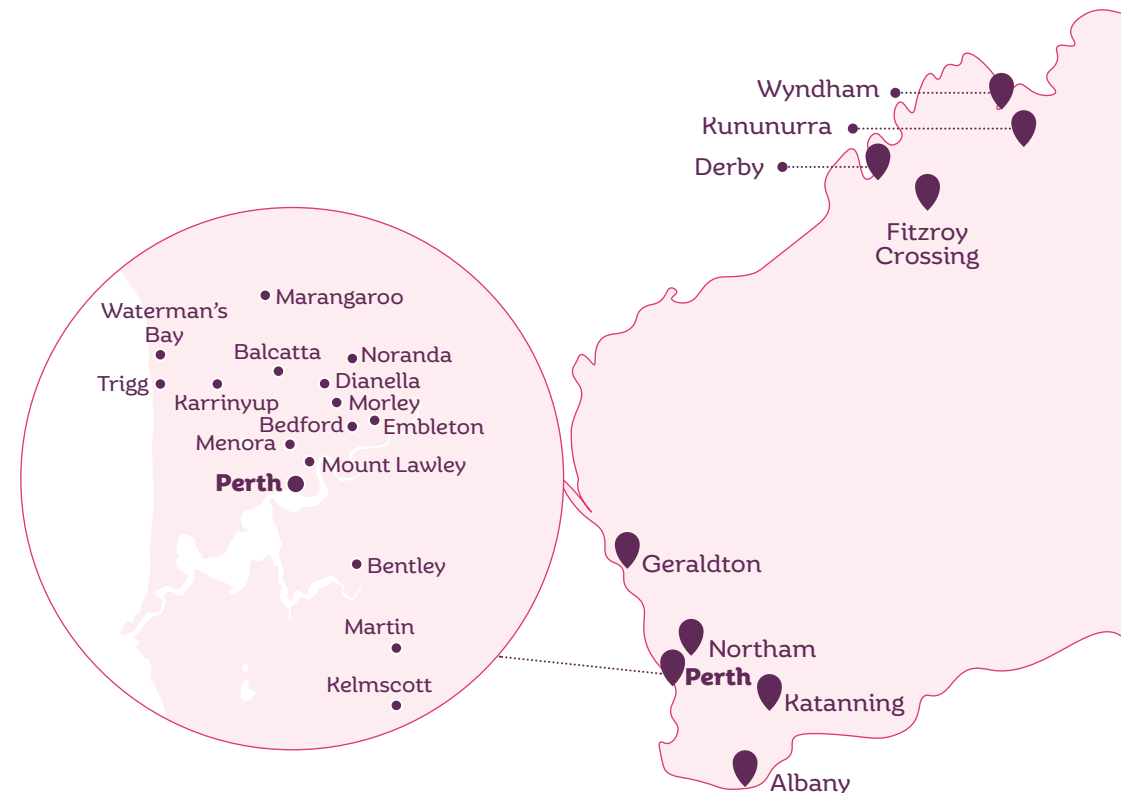 Wyndham
Kununurra
Derby
Fitzroy
Crossing
Marangaroo
Waterman's
Bay
Balcatta
Noranda
Trigg
Dianella
Karrinyup
Morley
Bedford
Embleton
Menora
Mount Lawley
Perth
Bentley
Martin
Kelmscott
Geraldton
Northam
Perth
Katanning
Albany